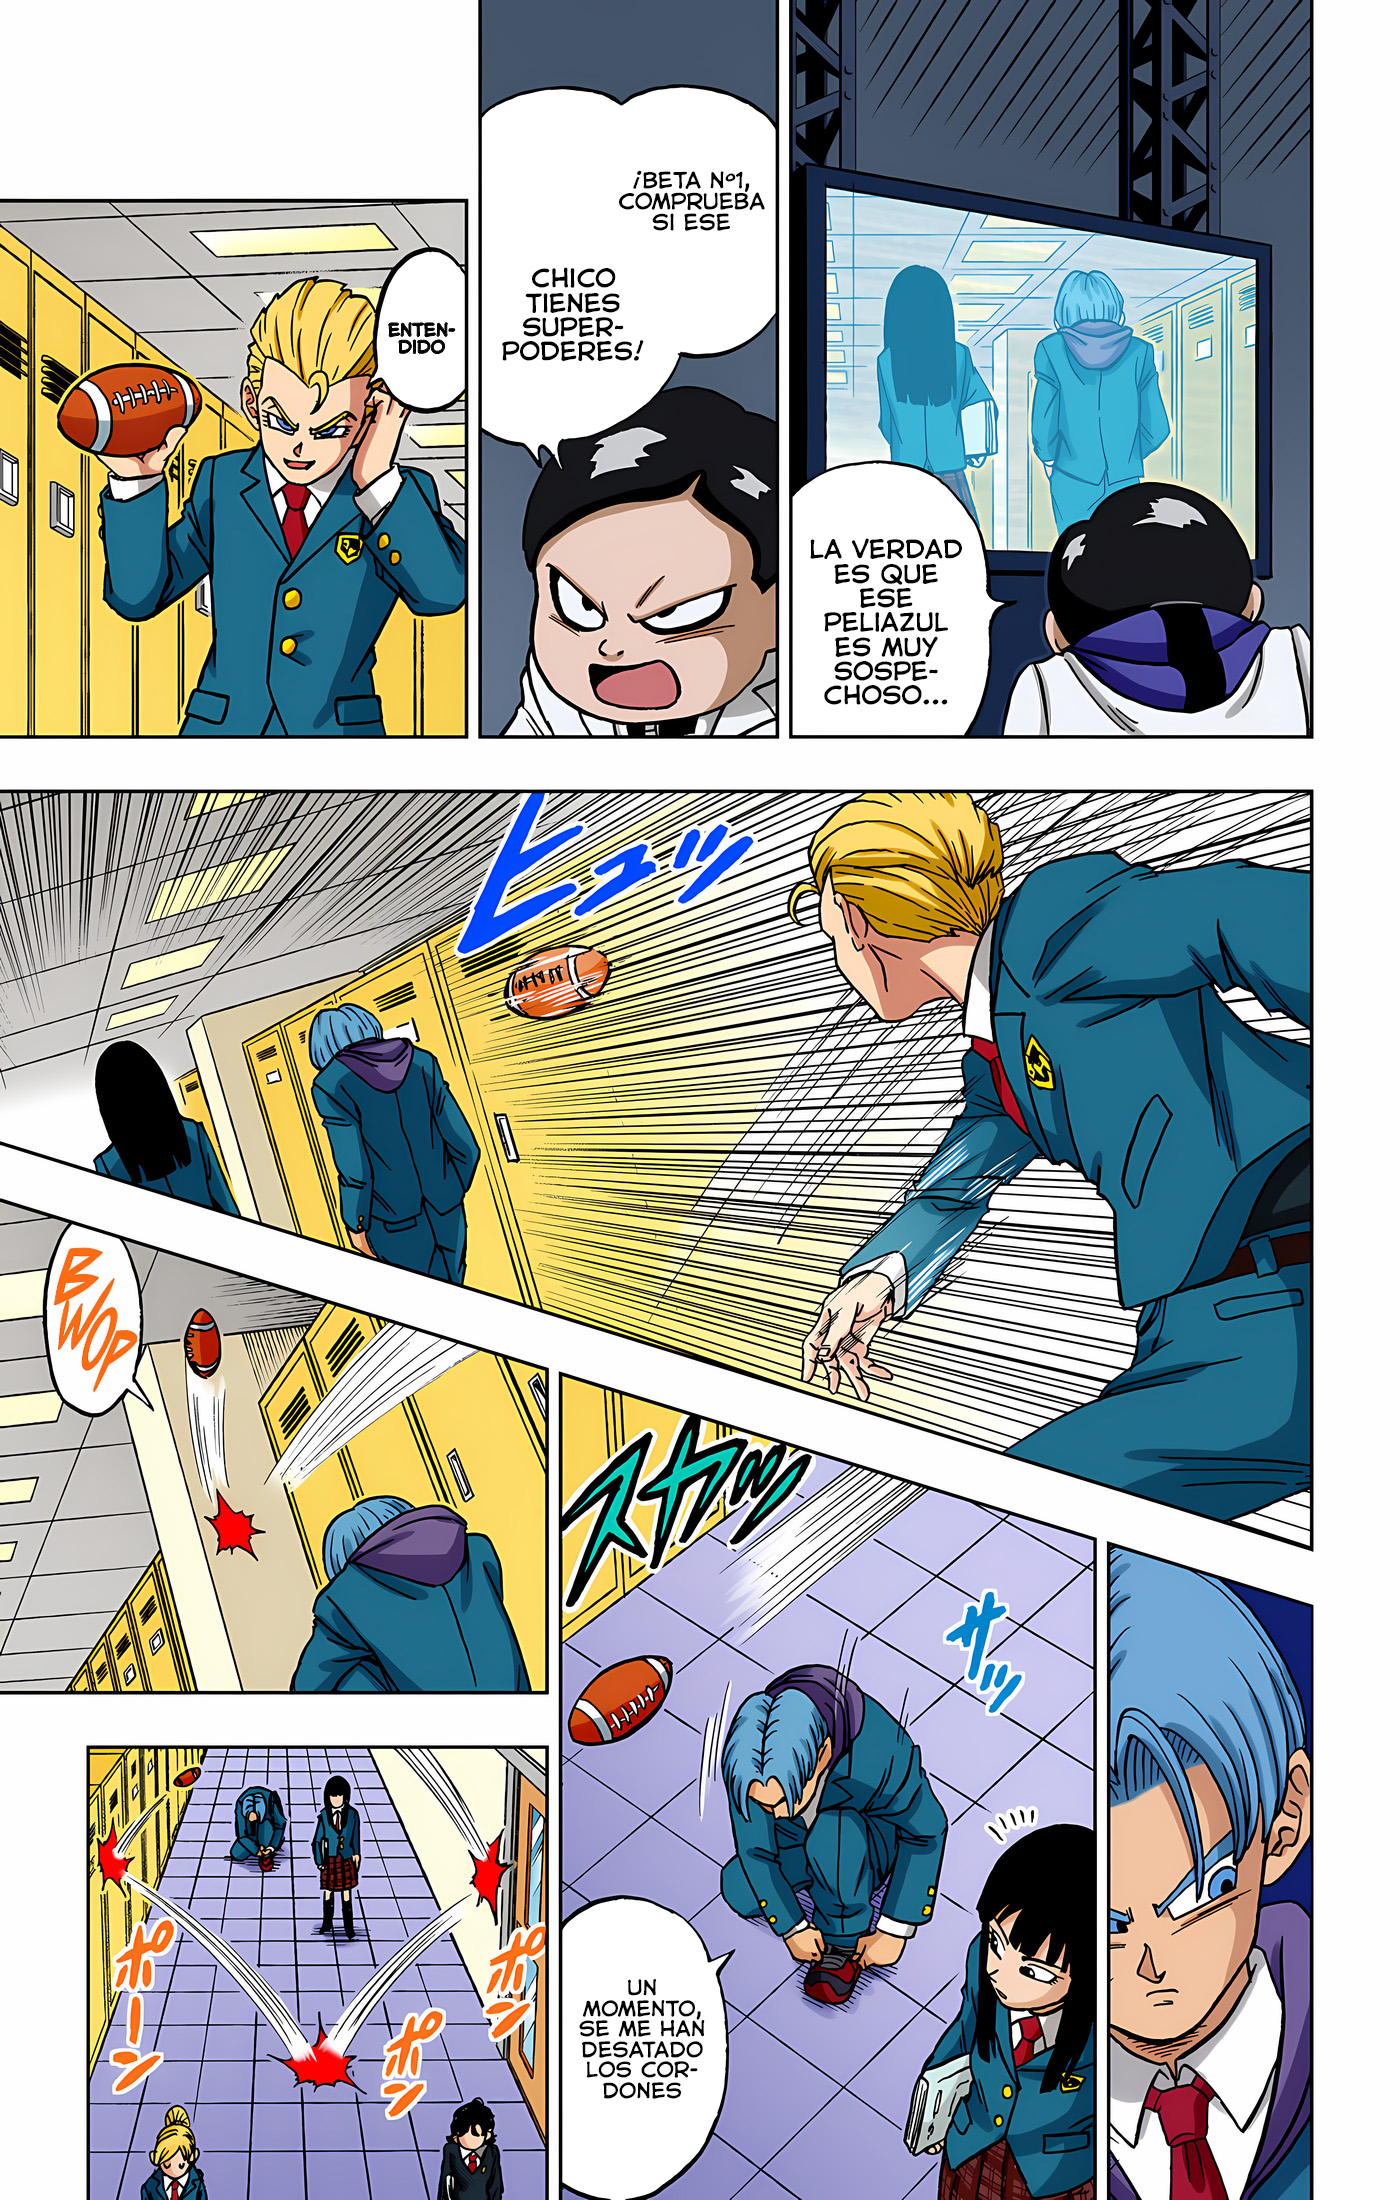 LA VERDAD
ES QUE
ESE
PELIAZUL
ES MUY
SOSPE-
CHOSO...
¡BETA Nº1,
COMPRUEBA
SI ESE
CHICO
TIENES
SUPER-
PODERES!
ENTEN-
DIDO
ヒュッ
サッ
スカッ
UN
MOMENTO,
SE ME HAN
DESATADO
LOS COR-
DONES
BWOP
ポン
ポン
ポーン